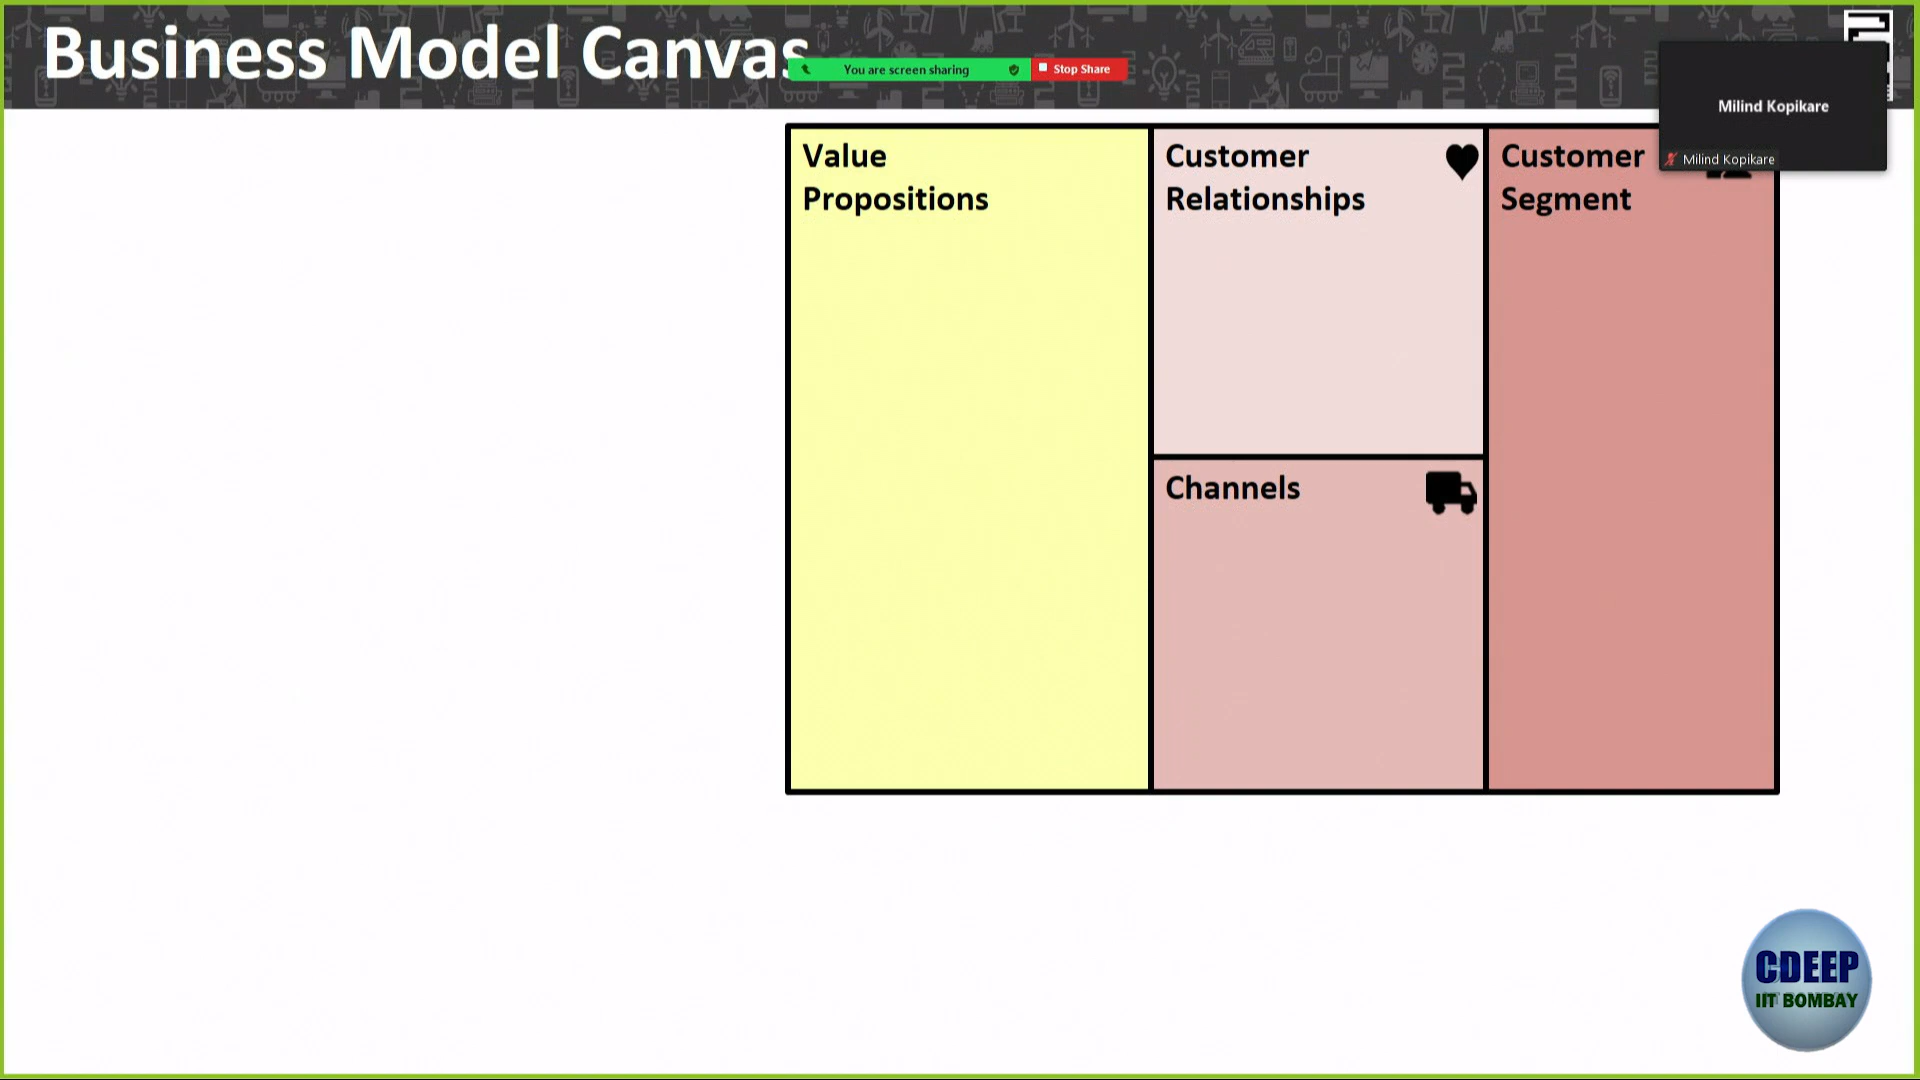 Business Model Canvas
You are screen sharing
Stop Share
Milind Kopikare
Milind Kopikare
Value
Propositions
Customer
Relationships
Customer
Segment
Channels
CDEEP
IIT BOMBAY